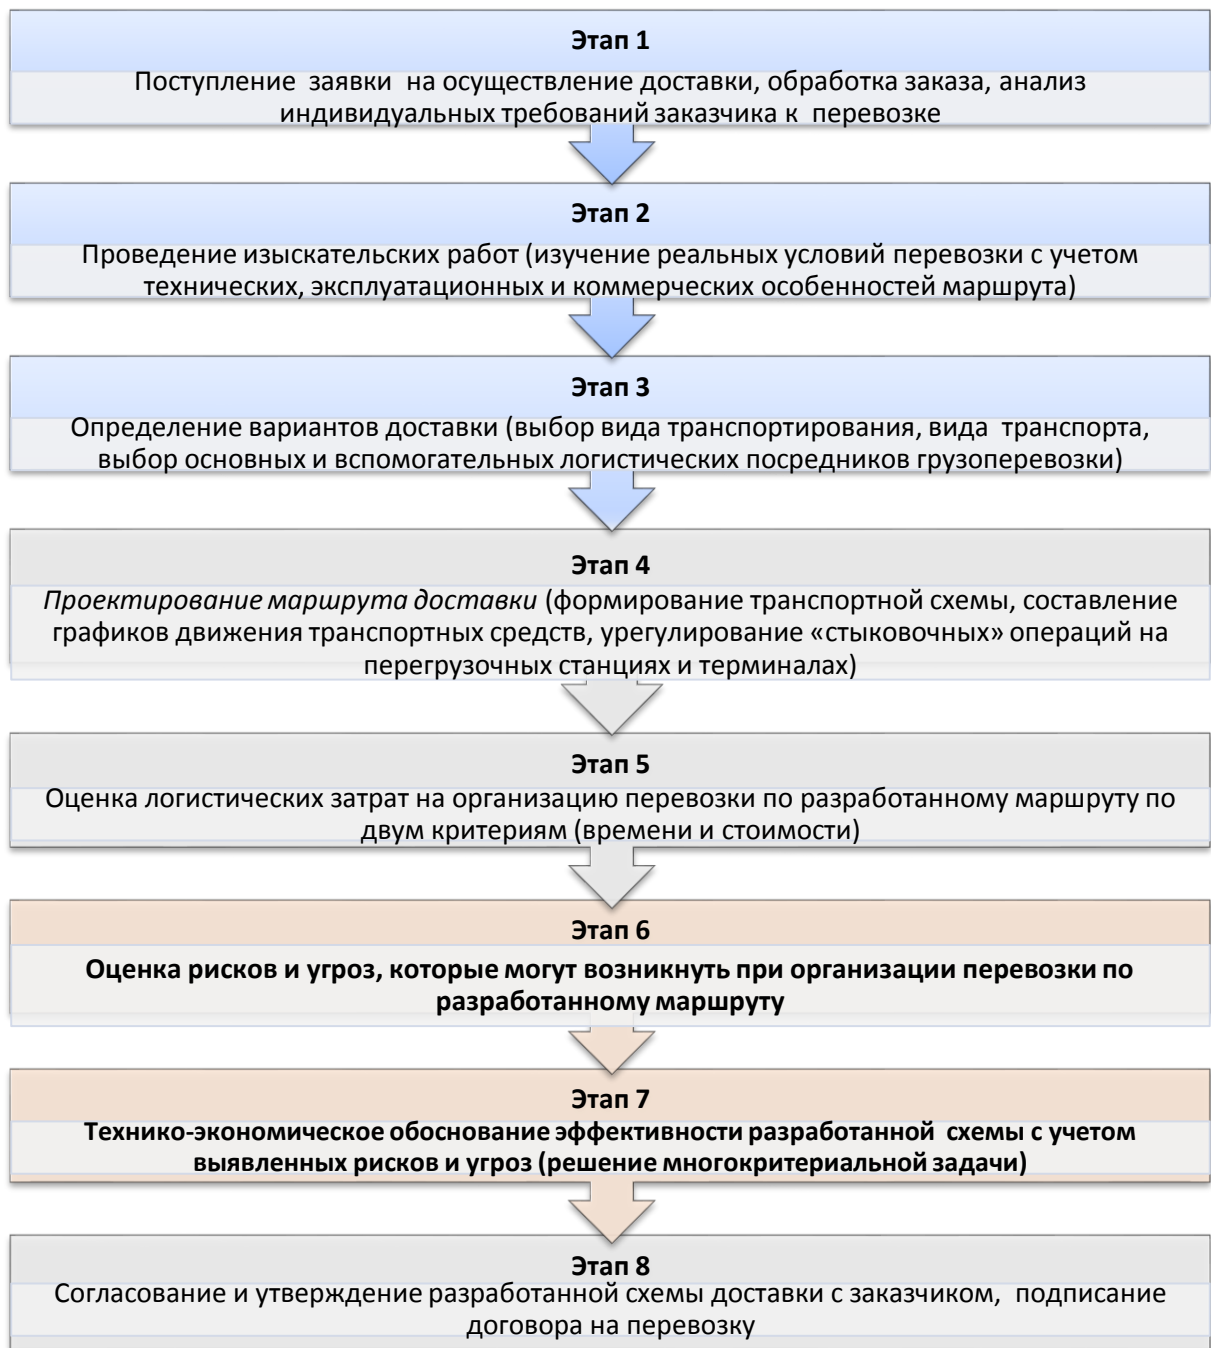 Этап 1
Поступление заявки на осуществление доставки, обработка заказа, анализ
индивидуальных требований заказчика к перевозке
Этап 2
Проведение изыскательских работ (изучение реальных условий перевозки с учетом
технических, эксплуатационных и коммерческих особенностей маршрута)
Этап 3
Определение вариантов доставки (выбор вида транспортирования, вида транспорта,
выбор основных и вспомогательных логистических посредников грузоперевозки)
Этап 4
Проектирование маршрута доставки (формирование транспортной схемы, составление
графиков движения транспортных средств, урегулирование «стыковочных» операций на
перегрузочных станциях и терминалах)
Этап 5
Оценка логистических затрат на организацию перевозки по разработанному маршруту по
двум критериям (времени и стоимости)
Этап 6
Оценка рисков и угроз, которые могут возникнуть при организации перевозки по
разработанному маршруту
Этап 7
Технико-экономическое обоснование эффективности разработанной схемы с учетом
выявленных рисков и угроз (решение многокритериальной задачи)
Этап 8
Согласование и утверждение разработанной схемы доставки с заказчиком, подписание
договора на перевозку